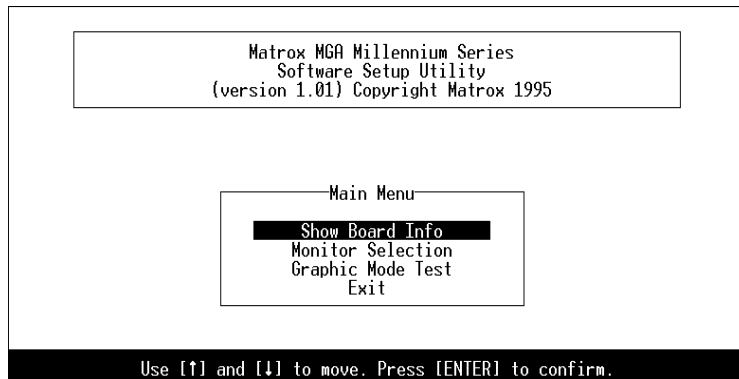 Matrox MGA Millennium Series
Software Setup Utility
(version 1.01) Copyright Matrox 1995
Main Menu
Show Board Info
Monitor Selection
Graphic Mode Test
Exit
Use [↑] and [↓] to move. Press [ENTER] to confirm.